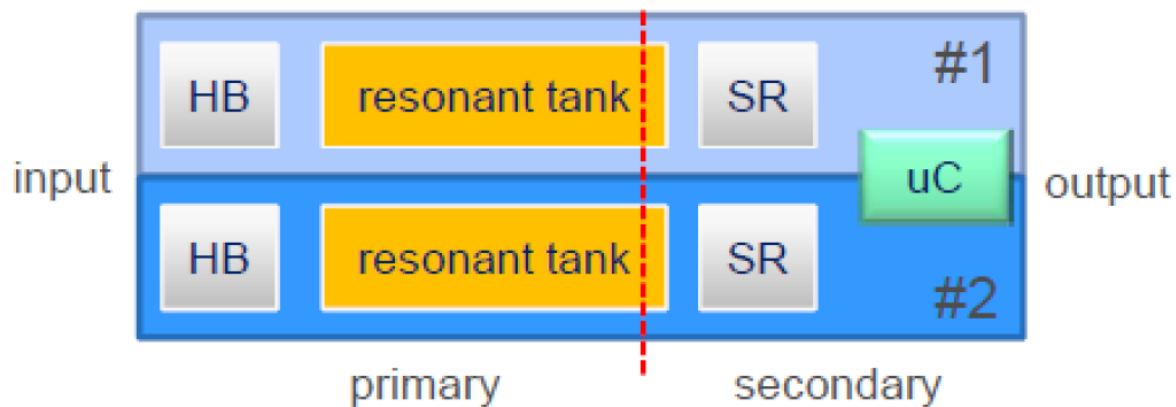 HB resonant tank SR #1
input uC output
HB resonant tank SR #2
primary secondary